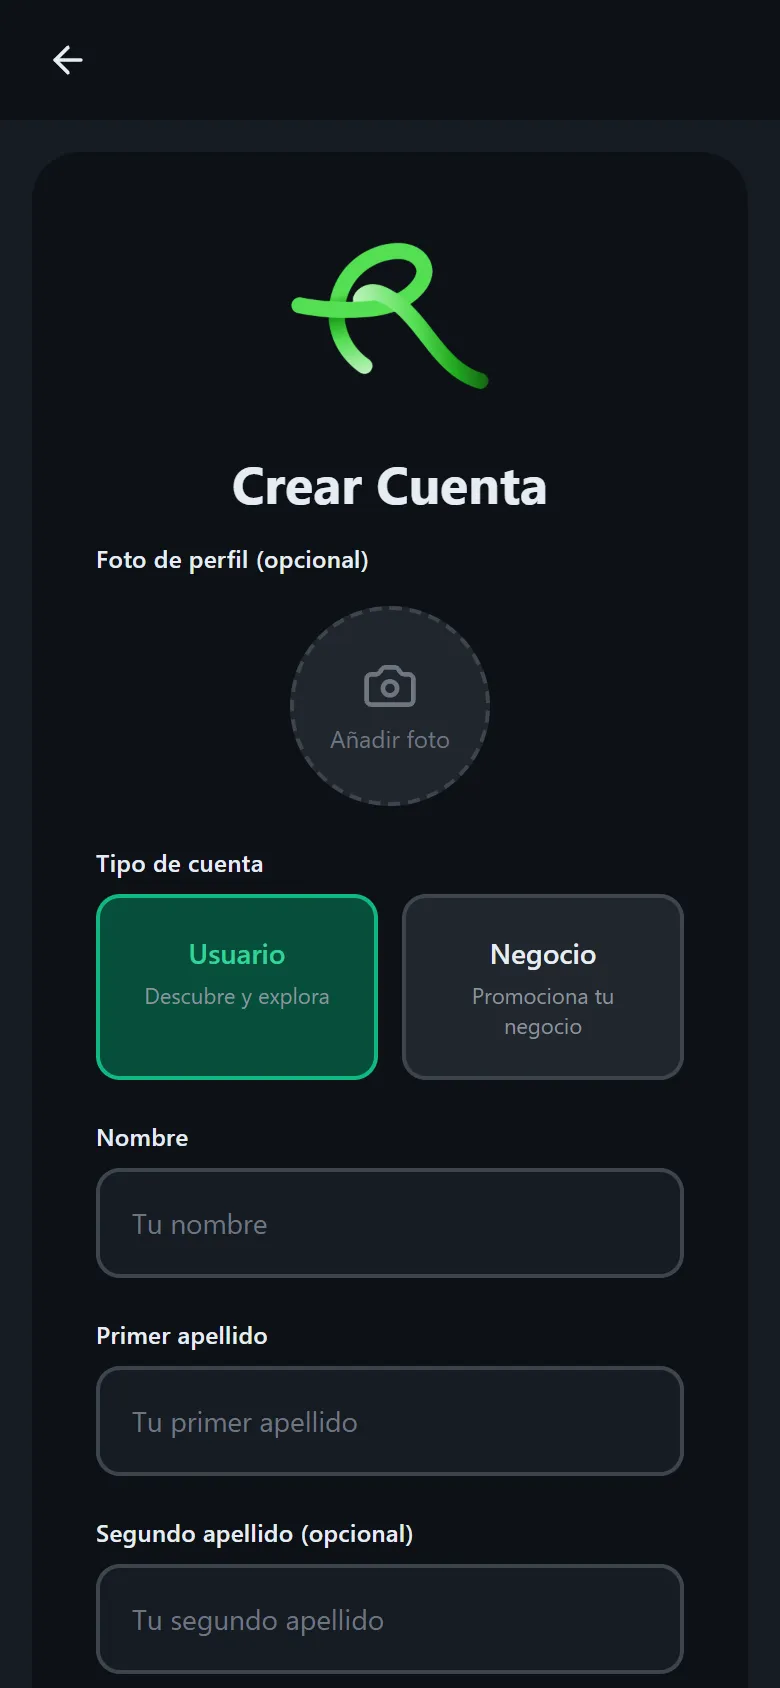 Crear Cuenta
Foto de perfil (opcional)
Añadir foto
Tipo de cuenta
Usuario
Descubre y explora
Negocio
Promociona tu
negocio
Nombre
Tu nombre
Primer apellido
Tu primer apellido
Segundo apellido (opcional)
Tu segundo apellido